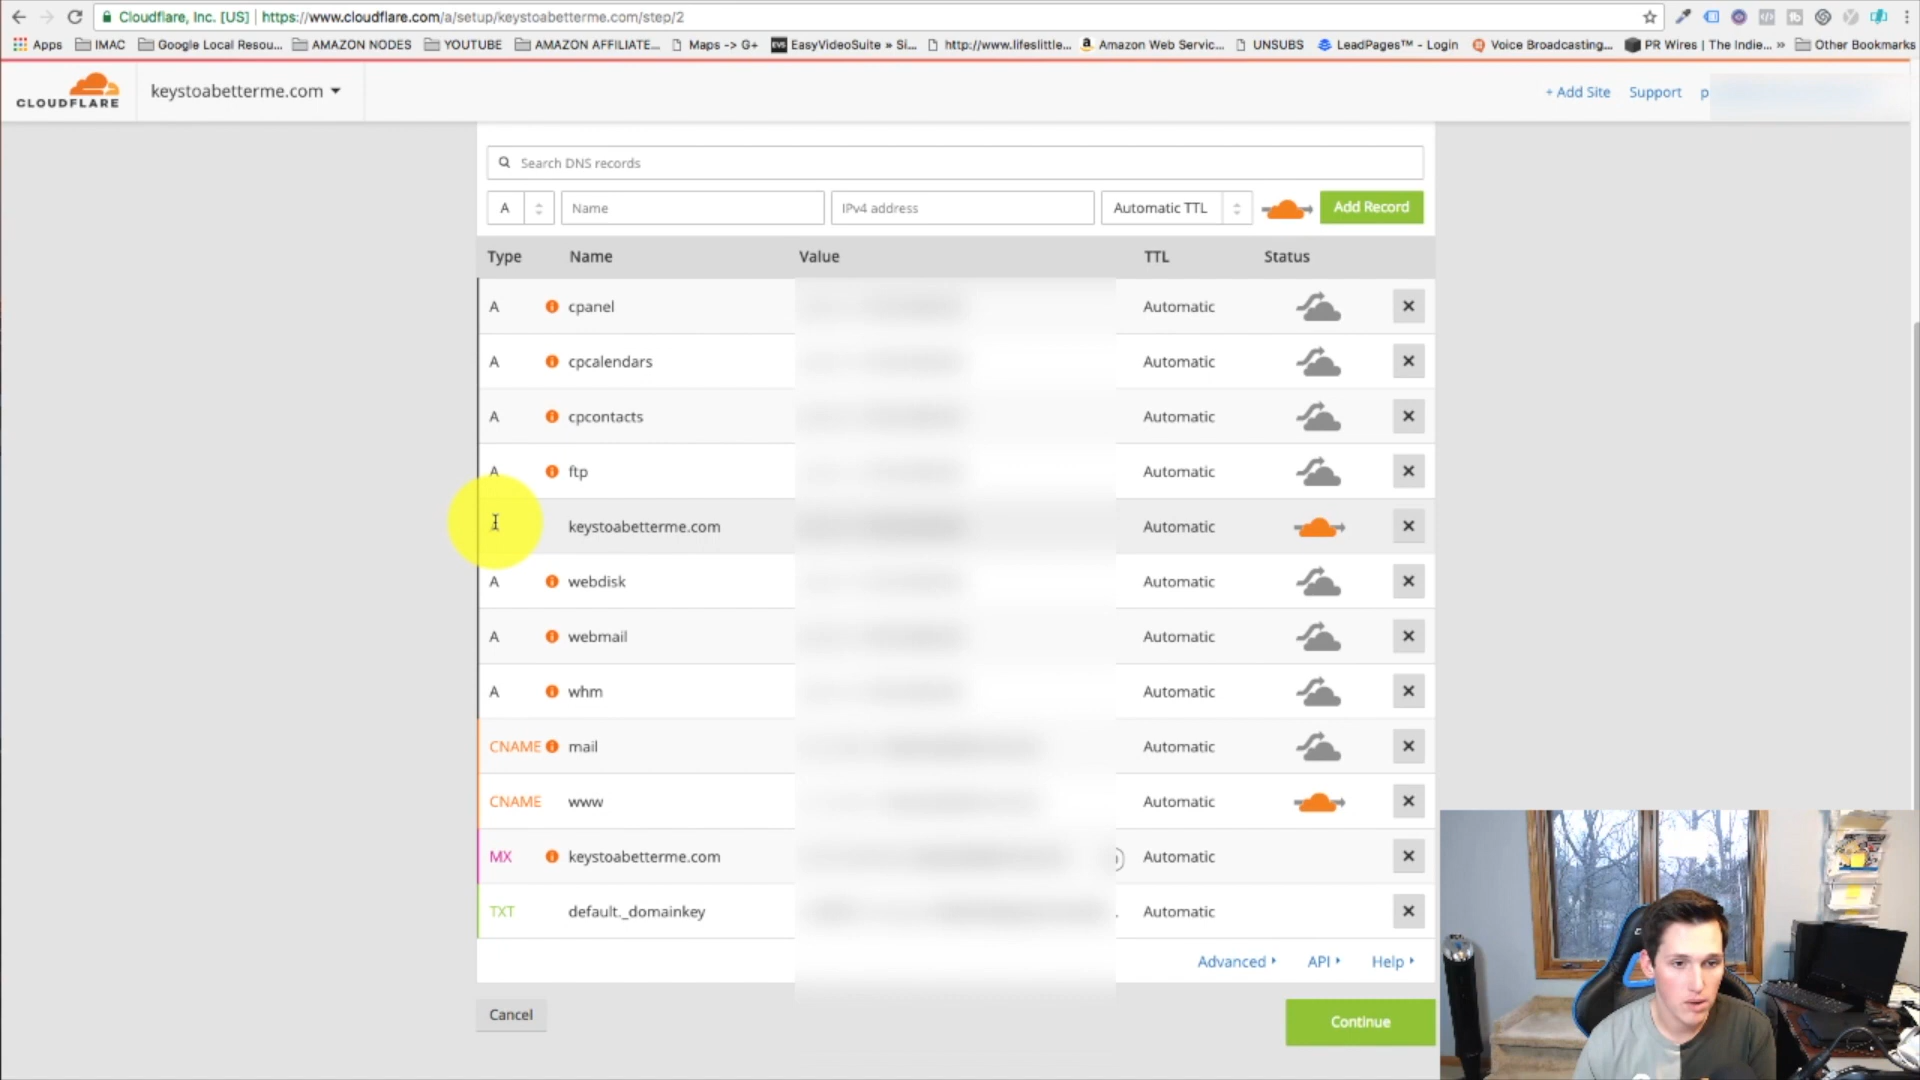 Cloudflare, Inc. [US] | https://www.cloudflare.com/a/setup/keystoabetterme.com/step/2
Apps IMAC Google Local Resou... AMAZON NODES YOUTUBE AMAZON AFFILIATE... Maps -> G+ EVS EasyVideoSuite » Si... http://www.lifeslittle... Amazon Web Servic... UNSUBS LeadPages™ - Login Voice Broadcasting... PR Wires | The Indie... » Other Bookmarks
CLOUDFLARE keystoabetterme.com + Add Site Support p
Search DNS records
A Name IPv4 address Automatic TTL Add Record
Type Name Value TTL Status
A cpanel Automatic
A cpcalendars Automatic
A cpcontacts Automatic
A ftp Automatic
A keystoabetterme.com Automatic
A webdisk Automatic
A webmail Automatic
A whm Automatic
CNAME mail Automatic
CNAME www Automatic
MX keystoabetterme.com Automatic
TXT default._domainkey Automatic
Advanced API Help
Cancel Continue